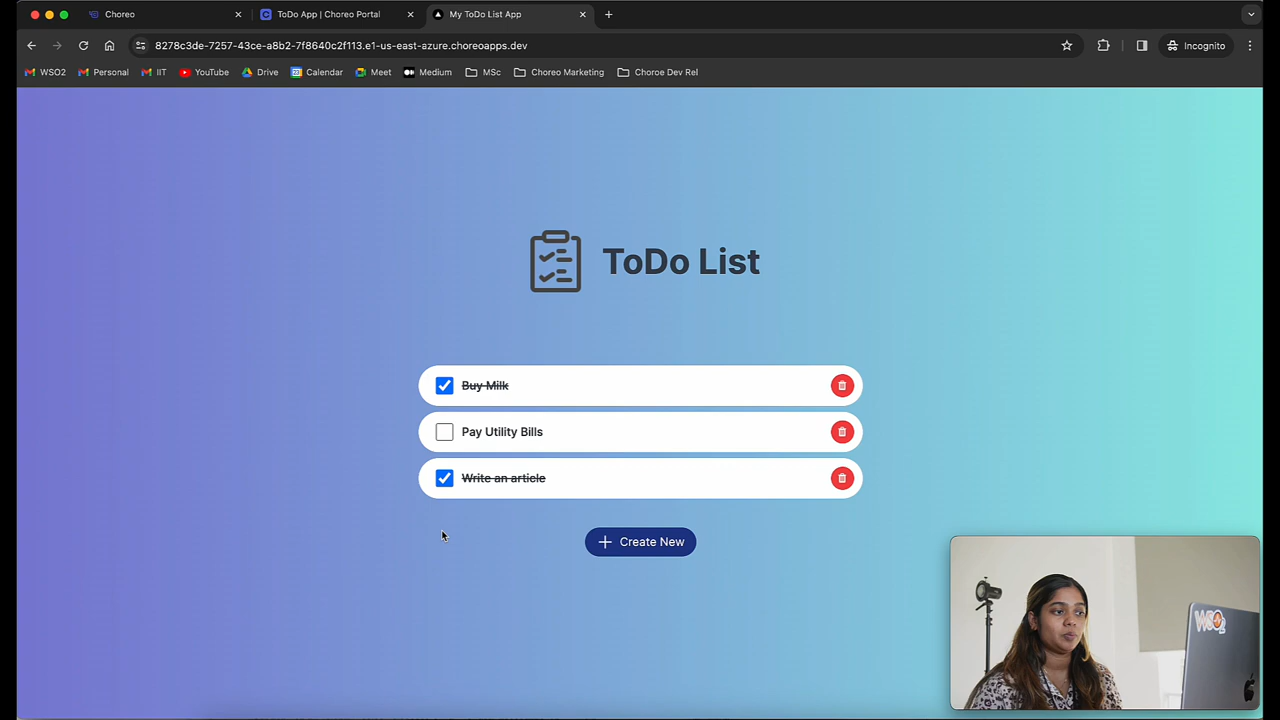 Choreo
ToDo App | Choreo Portal
My ToDo List App
8278c3de-7257-43ce-a8b2-7f8640c2f113.e1-us-east-azure.choreoapps.dev
Incognito
WSO2
Personal
IIT
YouTube
Drive
Calendar
Meet
Medium
MSc
Choreo Marketing
Choroe Dev Rel
ToDo List
Buy Milk
Pay Utility Bills
Write an article
Create New
WSO2